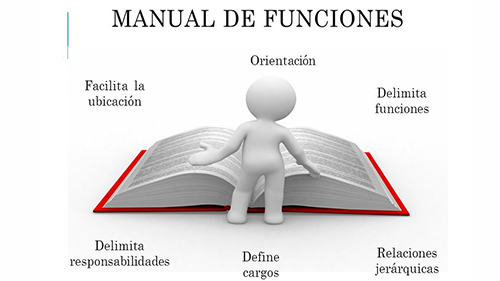 MANUAL DE FUNCIONES
Orientación
Facilita la
ubicación
Delimita
funciones
Delimita
responsabilidades
Define
cargos
Relaciones
jerárquicas